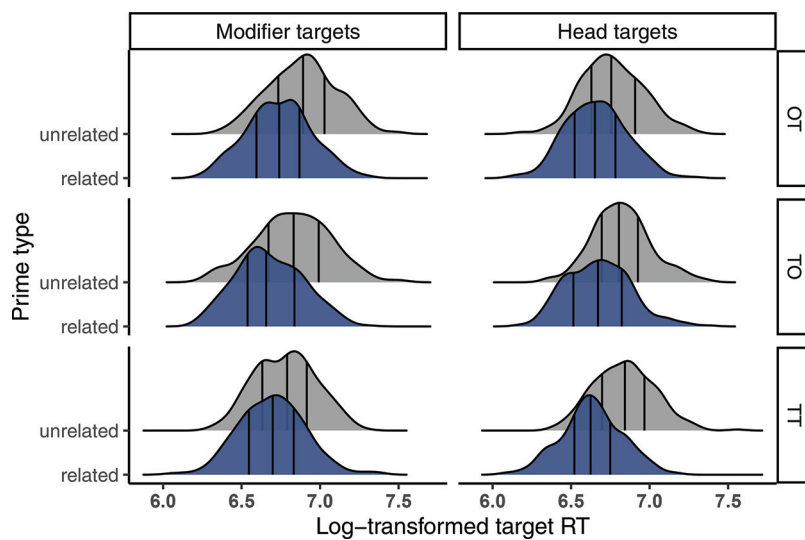 Modifier targets
Head targets
unrelated
related
OT
unrelated
related
TO
unrelated
related
TT
Prime type
6.0 6.5 7.0 7.5
6.0 6.5 7.0 7.5
Log−transformed target RT